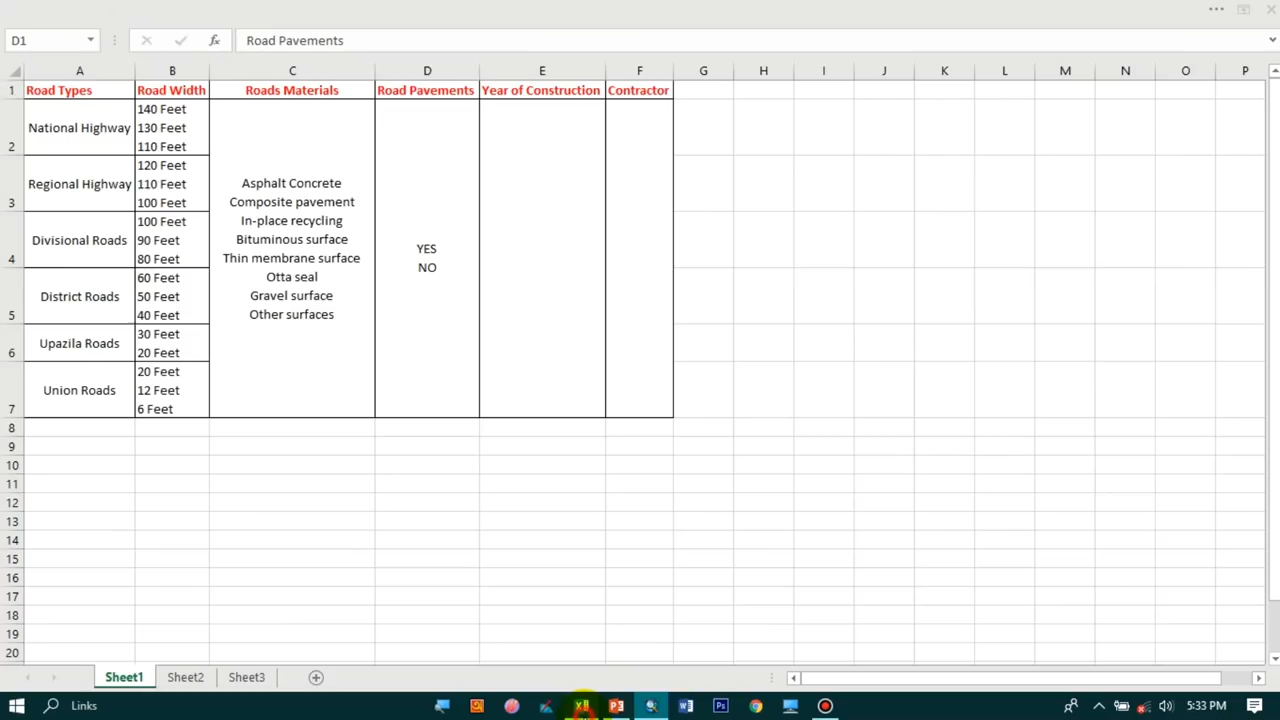 D1
fx
Road Pavements
A B C D E F G H I J K L M N O P
1 Road Types Road Width Roads Materials Road Pavements Year of Construction Contractor
2 National Highway
140 Feet
130 Feet
110 Feet
3 Regional Highway
120 Feet
110 Feet
100 Feet
4 Divisional Roads
100 Feet
90 Feet
80 Feet
5 District Roads
60 Feet
50 Feet
40 Feet
6 Upazila Roads
30 Feet
20 Feet
7 Union Roads
20 Feet
12 Feet
6 Feet
Asphalt Concrete
Composite pavement
In-place recycling
Bituminous surface
Thin membrane surface
Otta seal
Gravel surface
Other surfaces
YES
NO
8
9
10
11
12
13
14
15
16
17
18
19
20
Sheet1 Sheet2 Sheet3
Links
5:33 PM